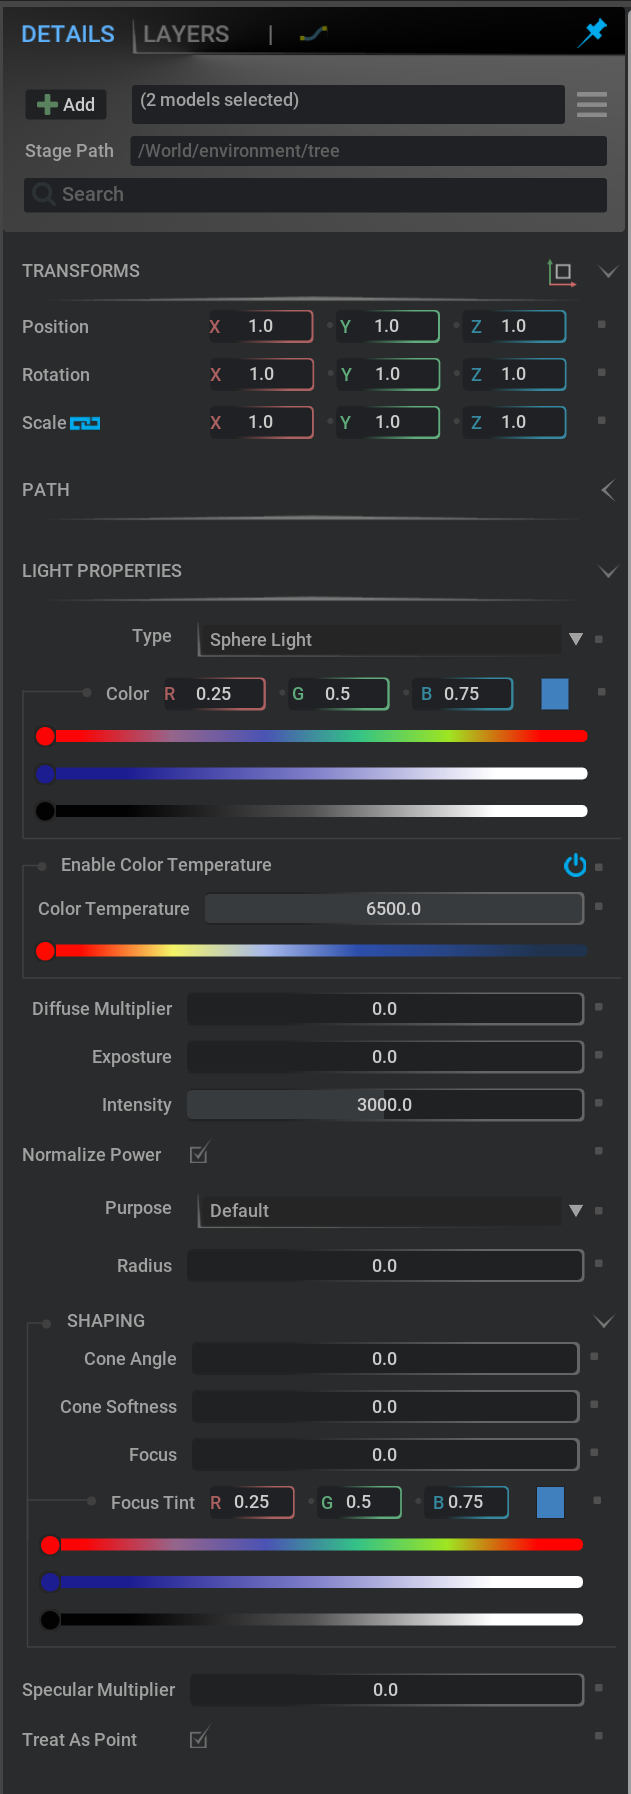 DETAILS LAYERS |
Add (2 models selected)
Stage Path /World/environment/tree
Search
TRANSFORMS
Position X 1.0 Y 1.0 Z 1.0
Rotation X 1.0 Y 1.0 Z 1.0
Scale X 1.0 Y 1.0 Z 1.0
PATH
LIGHT PROPERTIES
Type Sphere Light
Color R 0.25 G 0.5 B 0.75
Enable Color Temperature
Color Temperature 6500.0
Diffuse Multiplier 0.0
Exposture 0.0
Intensity 3000.0
Normalize Power
Purpose Default
Radius 0.0
SHAPING
Cone Angle 0.0
Cone Softness 0.0
Focus 0.0
Focus Tint R 0.25 G 0.5 B 0.75
Specular Multiplier 0.0
Treat As Point